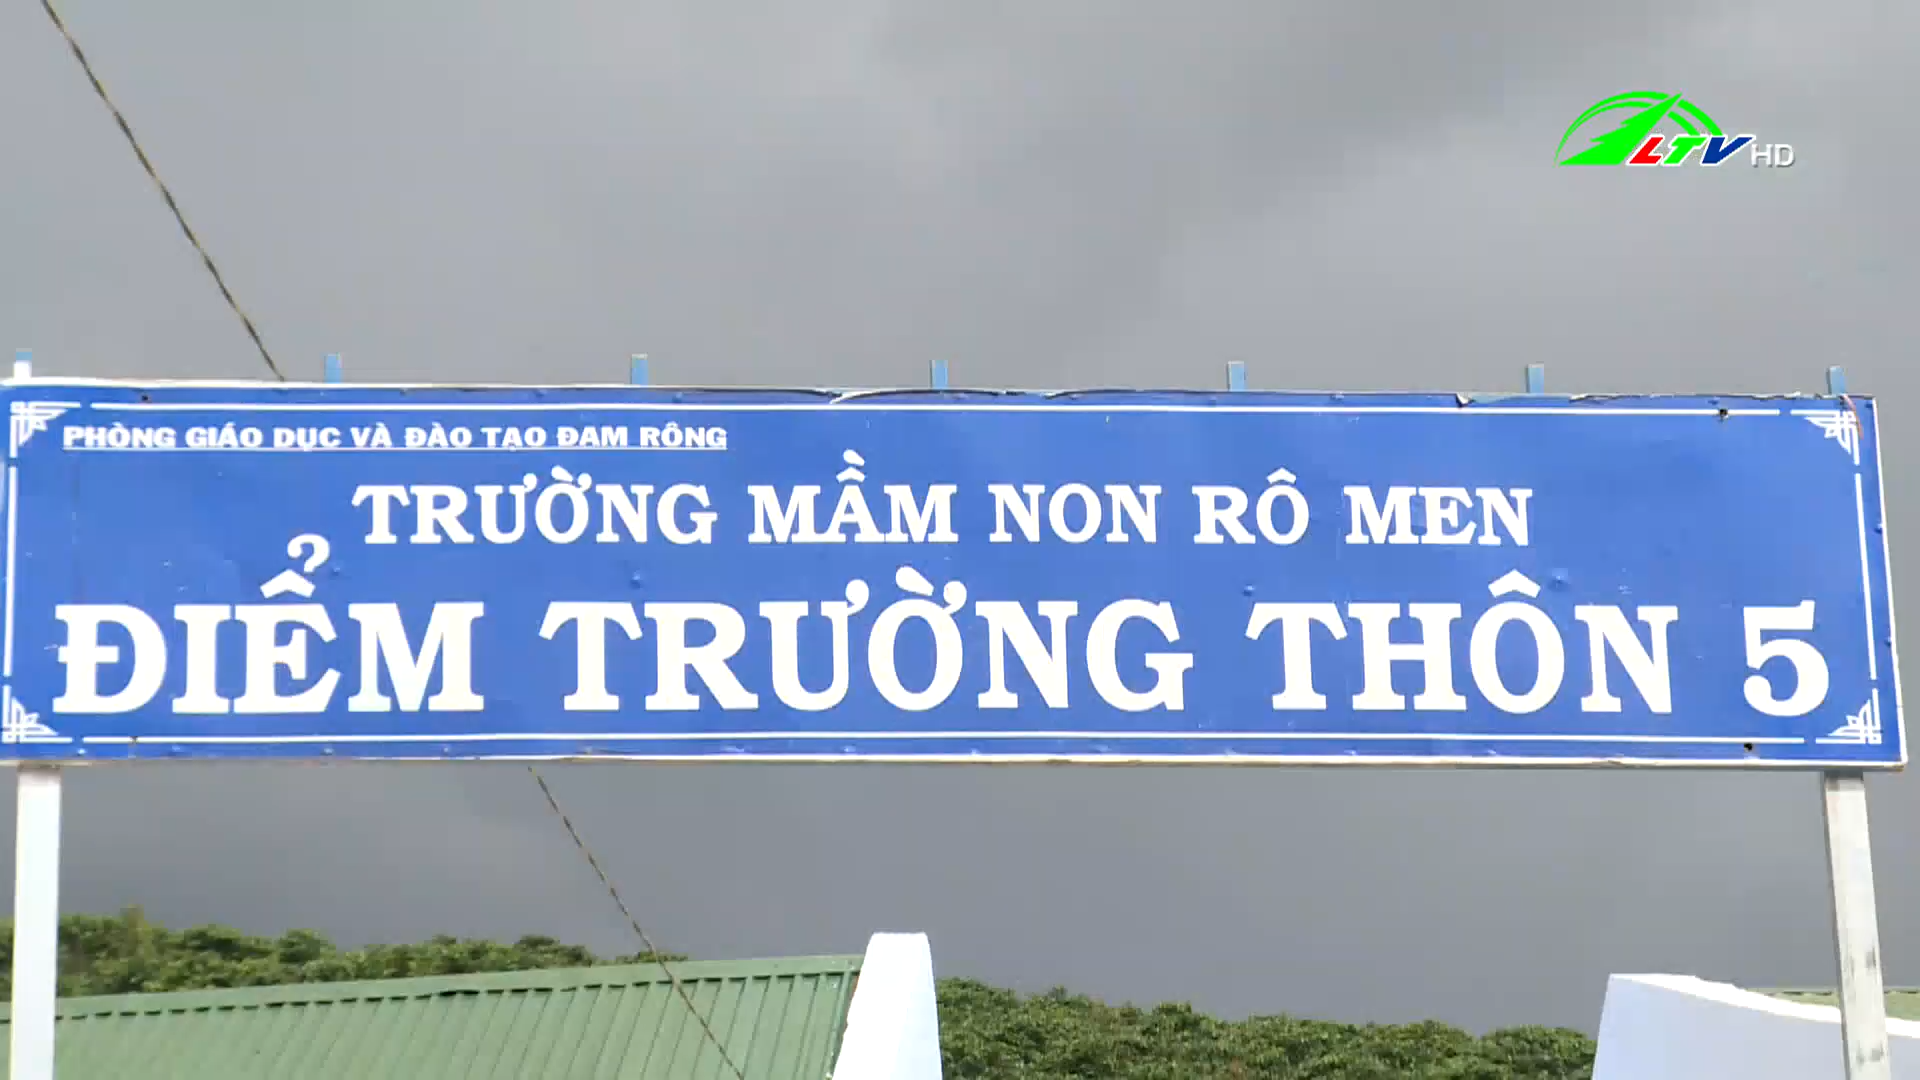 LTV HD
PHÒNG GIÁO DỤC VÀ ĐÀO TẠO ĐAM RÔNG
TRƯỜNG MẦM NON RÔ MEN
ĐIỂM TRƯỜNG THÔN 5